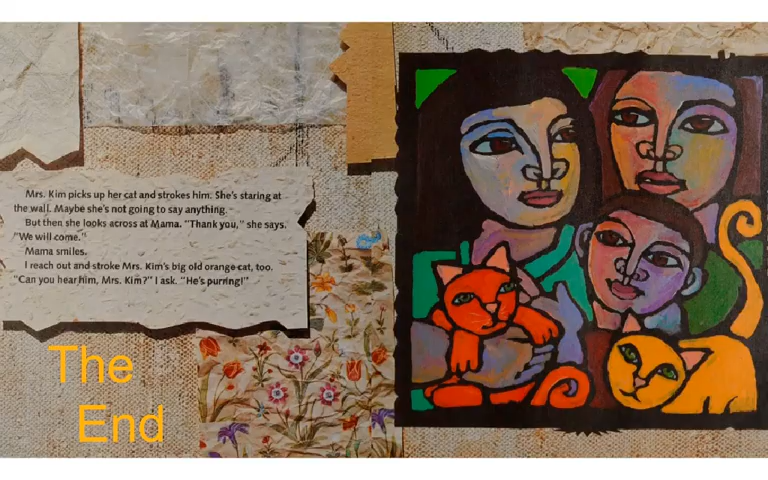 Mrs. Kim picks up her cat and strokes him. She's staring at
the wall. Maybe she's not going to say anything.
But then she looks across at Mama. "Thank you," she says.
"We will come."
Mama smiles.
I reach out and stroke Mrs. Kim's big old orange cat, too.
"Can you hear him, Mrs. Kim?" I ask. "He's purring!"
The
End